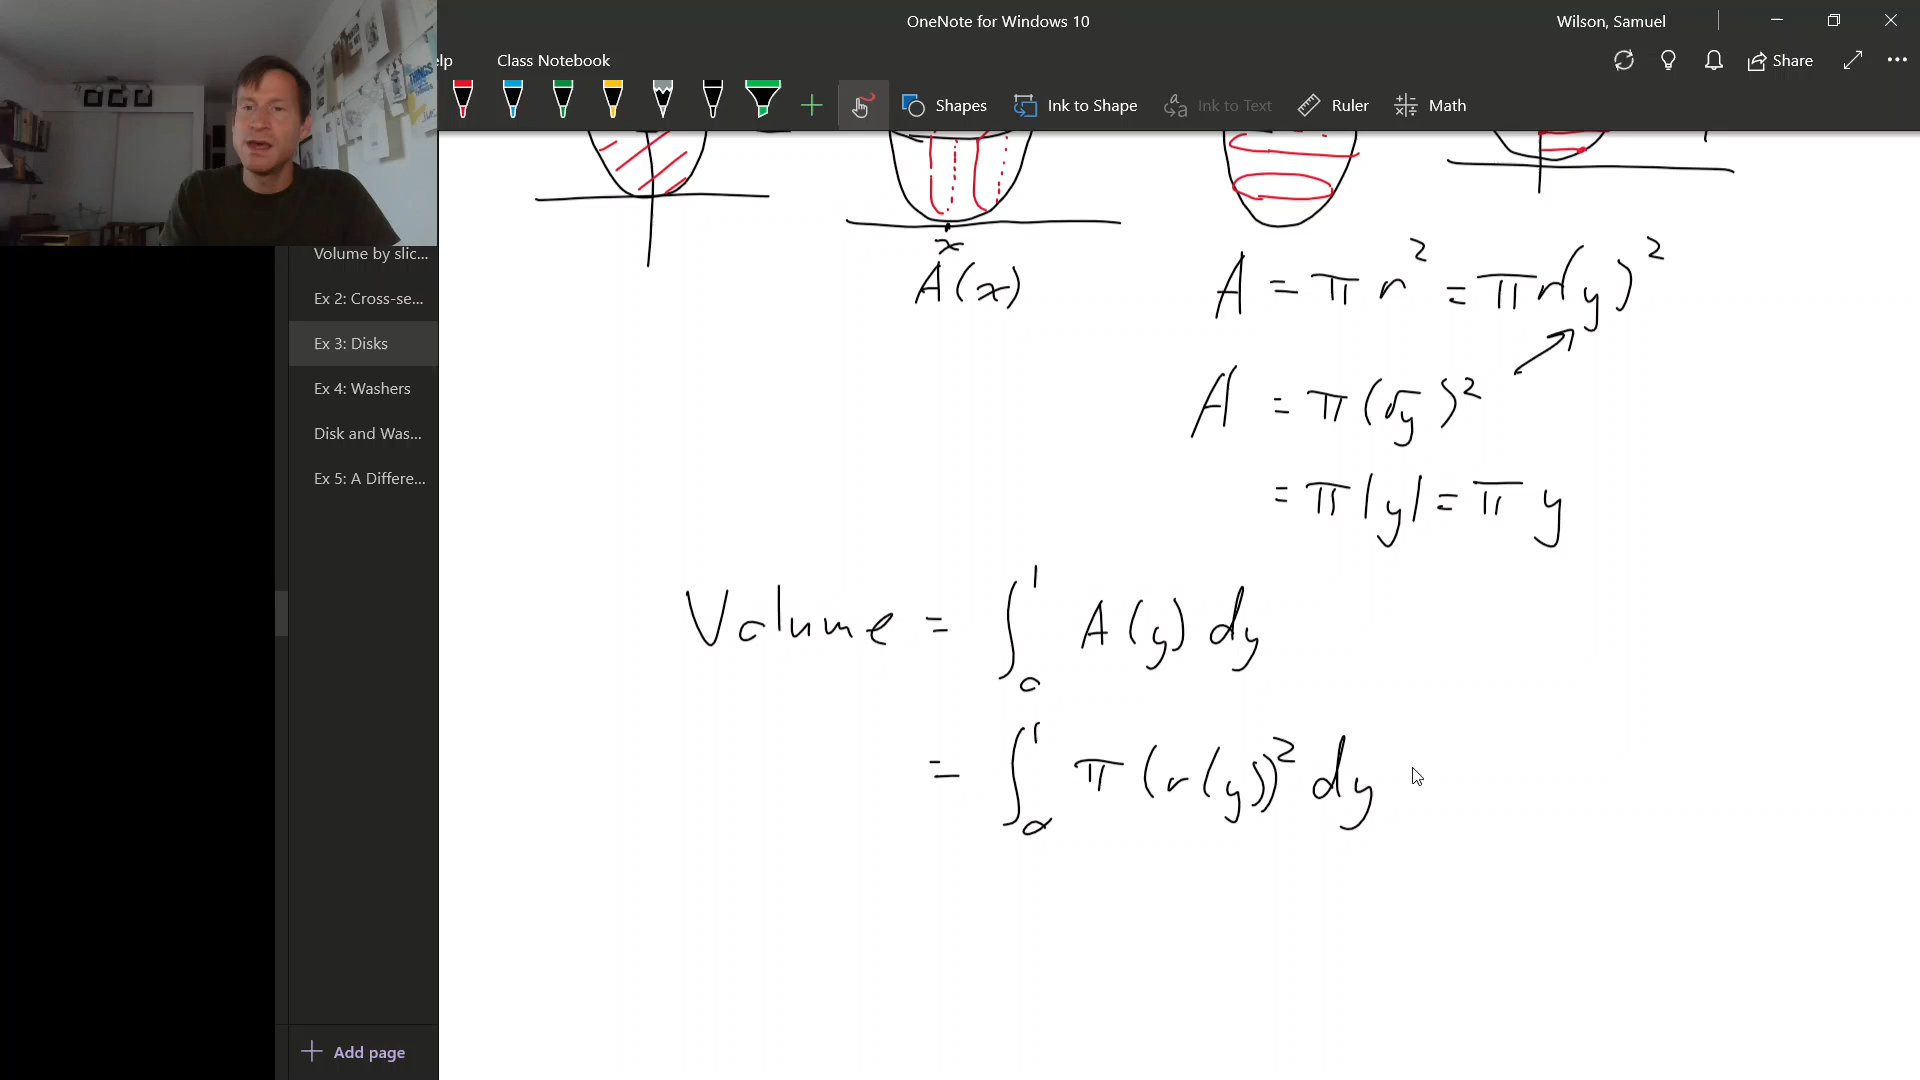 OneNote for Windows 10
Wilson, Samuel
lp
Class Notebook
Share
Shapes
Ink to Shape
Ink to Text
Ruler
Math
Volume by slic...
Ex 2: Cross-se...
Ex 3: Disks
Ex 4: Washers
Disk and Was...
Ex 5: A Differe...
Add page
x
A(x)
A = π r² = π r(y)²
A = π(√y)²
= π|y| = π y
Volume = ∫₀¹ A(y) dy
= ∫₀¹ π (r(y))² dy